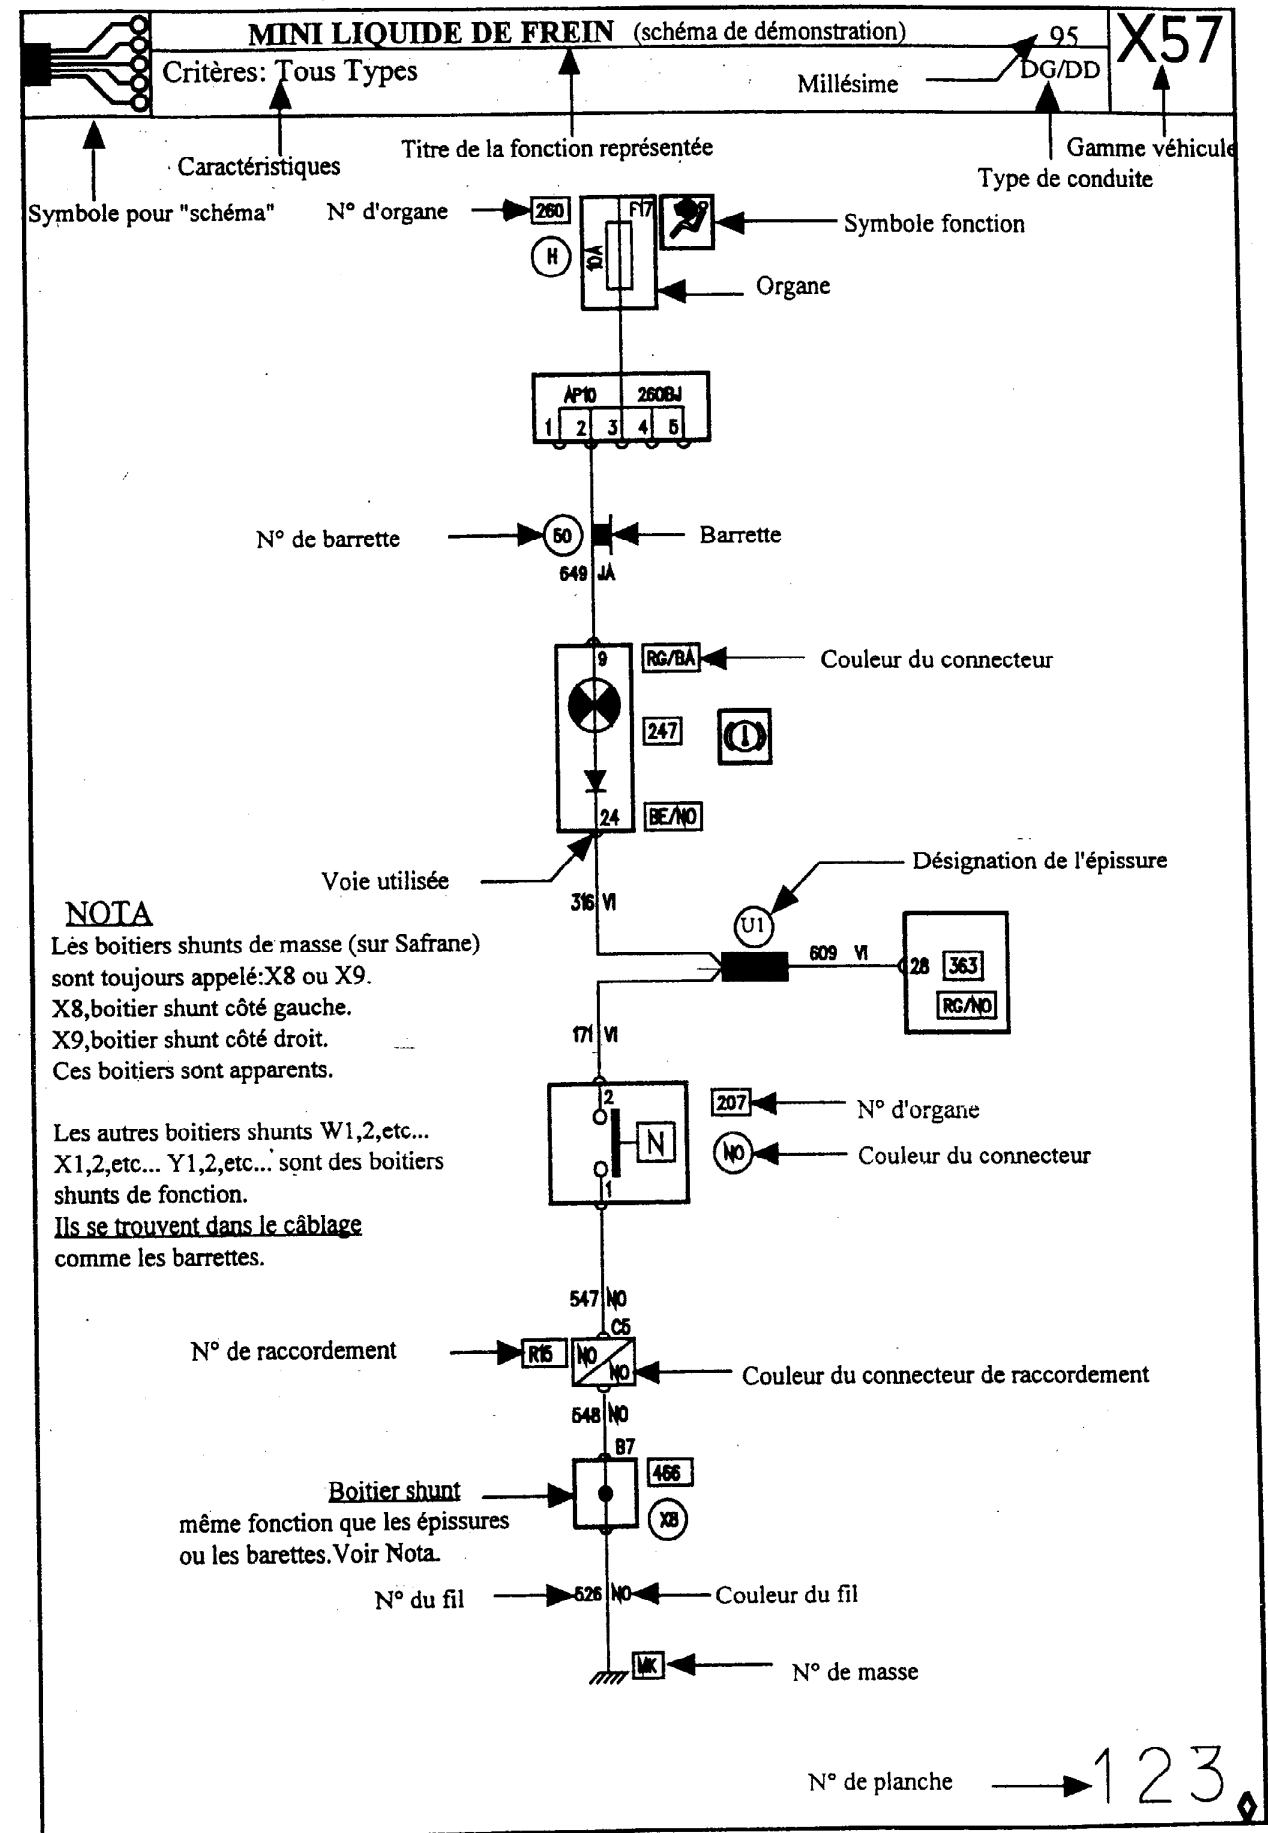 MINI LIQUIDE DE FREIN (schéma de démonstration) 95 X57
Critères: Tous Types
Millésime
DG/DD
Caractéristiques
Titre de la fonction représentée
Gamme véhicule
Type de conduite
Symbole pour "schéma"
N° d'organe
260
F17
Symbole fonction
H
10A
Organe
AP10 260BJ
1 2 3 4 5
N° de barrette
50
Barrette
549 JA
9
RG/BA
Couleur du connecteur
247
24
BE/NO
Désignation de l'épissure
Voie utilisée
316 VI
U1
609 VI
28
363
RG/NO
NOTA
Lès boitiers shunts de masse (sur Safrane)
sont toujours appelé:X8 ou X9.
X8,boitier shunt côté gauche.
X9,boitier shunt côté droit.
Ces boitiers sont apparents.
171 VI
2
207
N° d'organe
N
NO
Couleur du connecteur
1
Les autres boitiers shunts W1,2,etc...
X1,2,etc... Y1,2,etc... sont des boitiers
shunts de fonction.
Ils se trouvent dans le câblage
comme les barrettes.
547 NO
C5
N° de raccordement
R15
NO
NO
Couleur du connecteur de raccordement
548 NO
B7
466
Boitier shunt
X8
même fonction que les épissures
ou les barettes.Voir Nota.
N° du fil
526 NO
Couleur du fil
MK
N° de masse
N° de planche
123